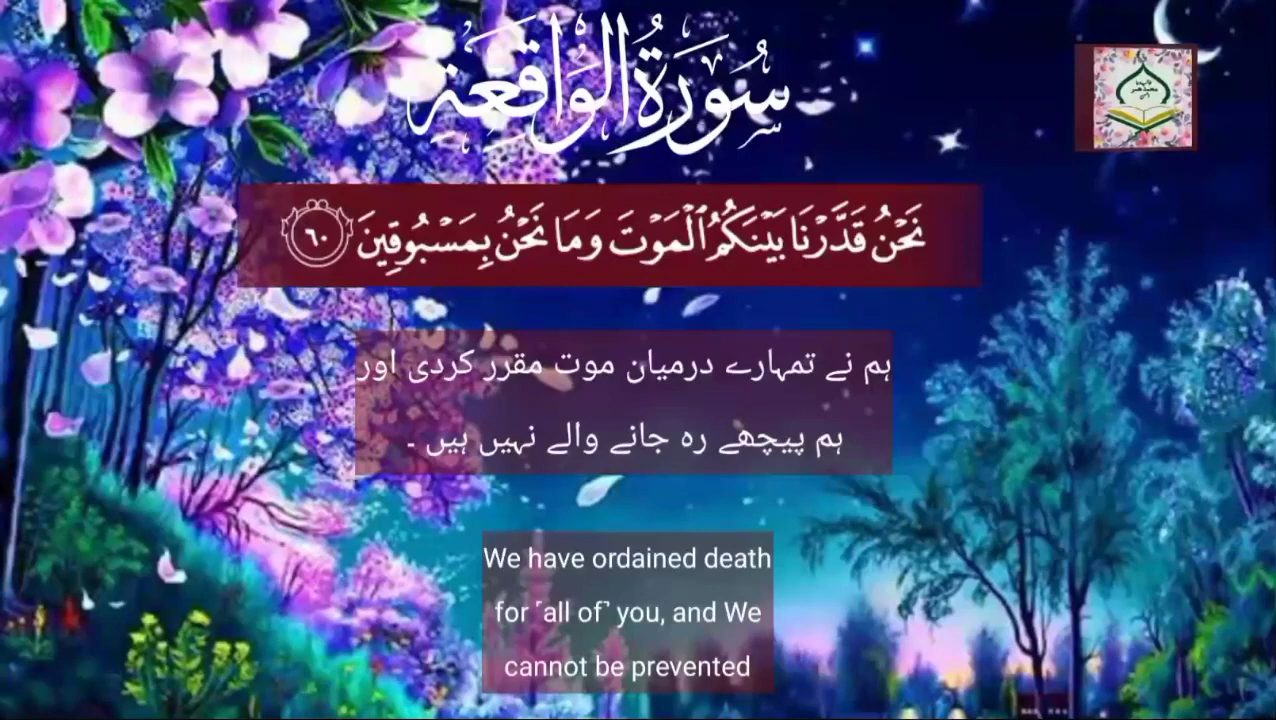 سُورَةُ الْوَاقِعَةِ
نَحْنُ قَدَّرْنَا بَيْنَكُمُ ٱلْمَوْتَ وَمَا نَحْنُ بِمَسْبُوقِينَ ٦٠
ہم نے تمہارے درمیان موت مقرر کردی اور
ہم پیچھے رہ جانے والے نہیں ہیں ۔
We have ordained death
for ˹all of˺ you, and We
cannot be prevented